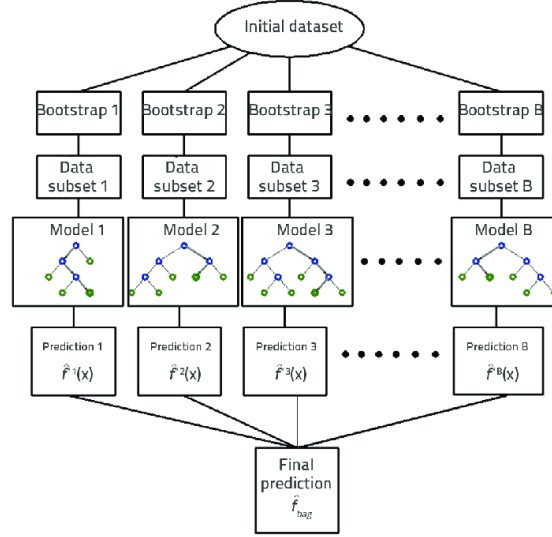 Initial dataset
Bootstrap 1
Bootstrap 2
Bootstrap 3
Bootstrap B
Data
subset 1
Data
subset 2
Data
subset 3
Data
subset B
Model 1
Model 2
Model 3
Model B
Prediction 1
f̂ ¹(x)
Prediction 2
f̂ ²(x)
Prediction 3
f̂ ³(x)
Prediction B
f̂ ᴮ(x)
Final
prediction
f̂bag